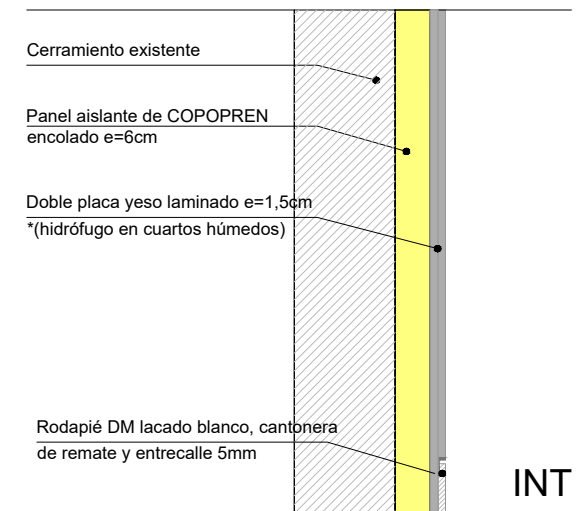 Cerramiento existente
Panel aislante de COPOPREN
encolado e=6cm
Doble placa yeso laminado e=1,5cm
*(hidrófugo en cuartos húmedos)
Rodapié DM lacado blanco, cantonera
de remate y entrecalle 5mm
INT